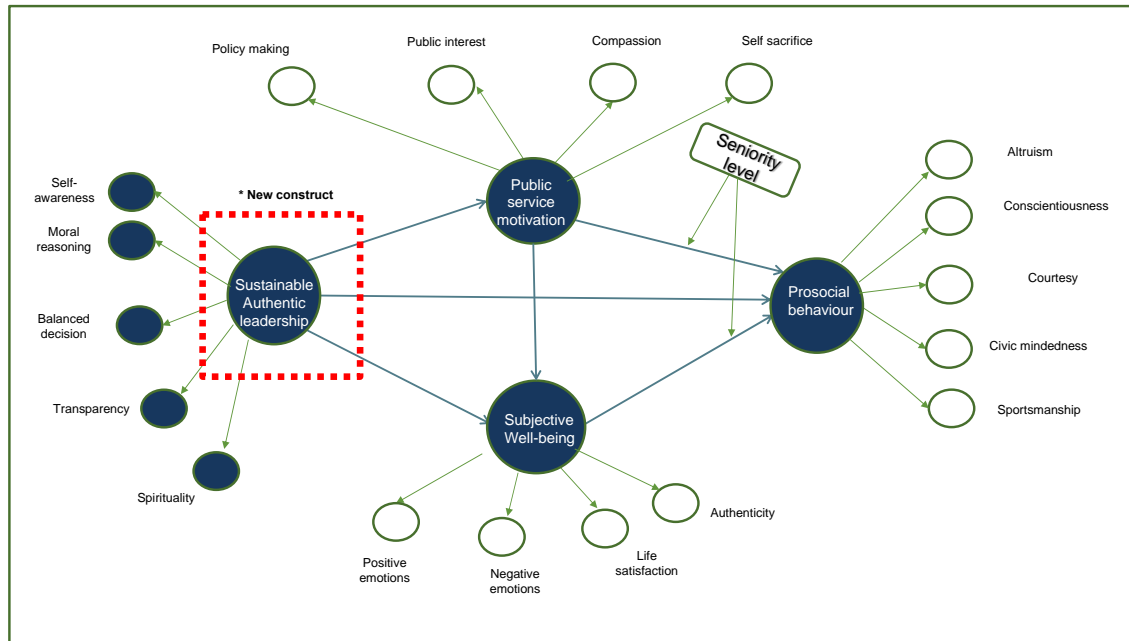 Policy making
Public interest
Compassion
Self sacrifice
Seniority
level
Altruism
Self-
awareness
* New construct
Public
service
motivation
Conscientiousness
Moral
reasoning
Sustainable
Authentic
leadership
Courtesy
Prosocial
behaviour
Balanced
decision
Civic mindedness
Transparency
Subjective
Well-being
Sportsmanship
Spirituality
Authenticity
Positive
emotions
Negative
emotions
Life
satisfaction